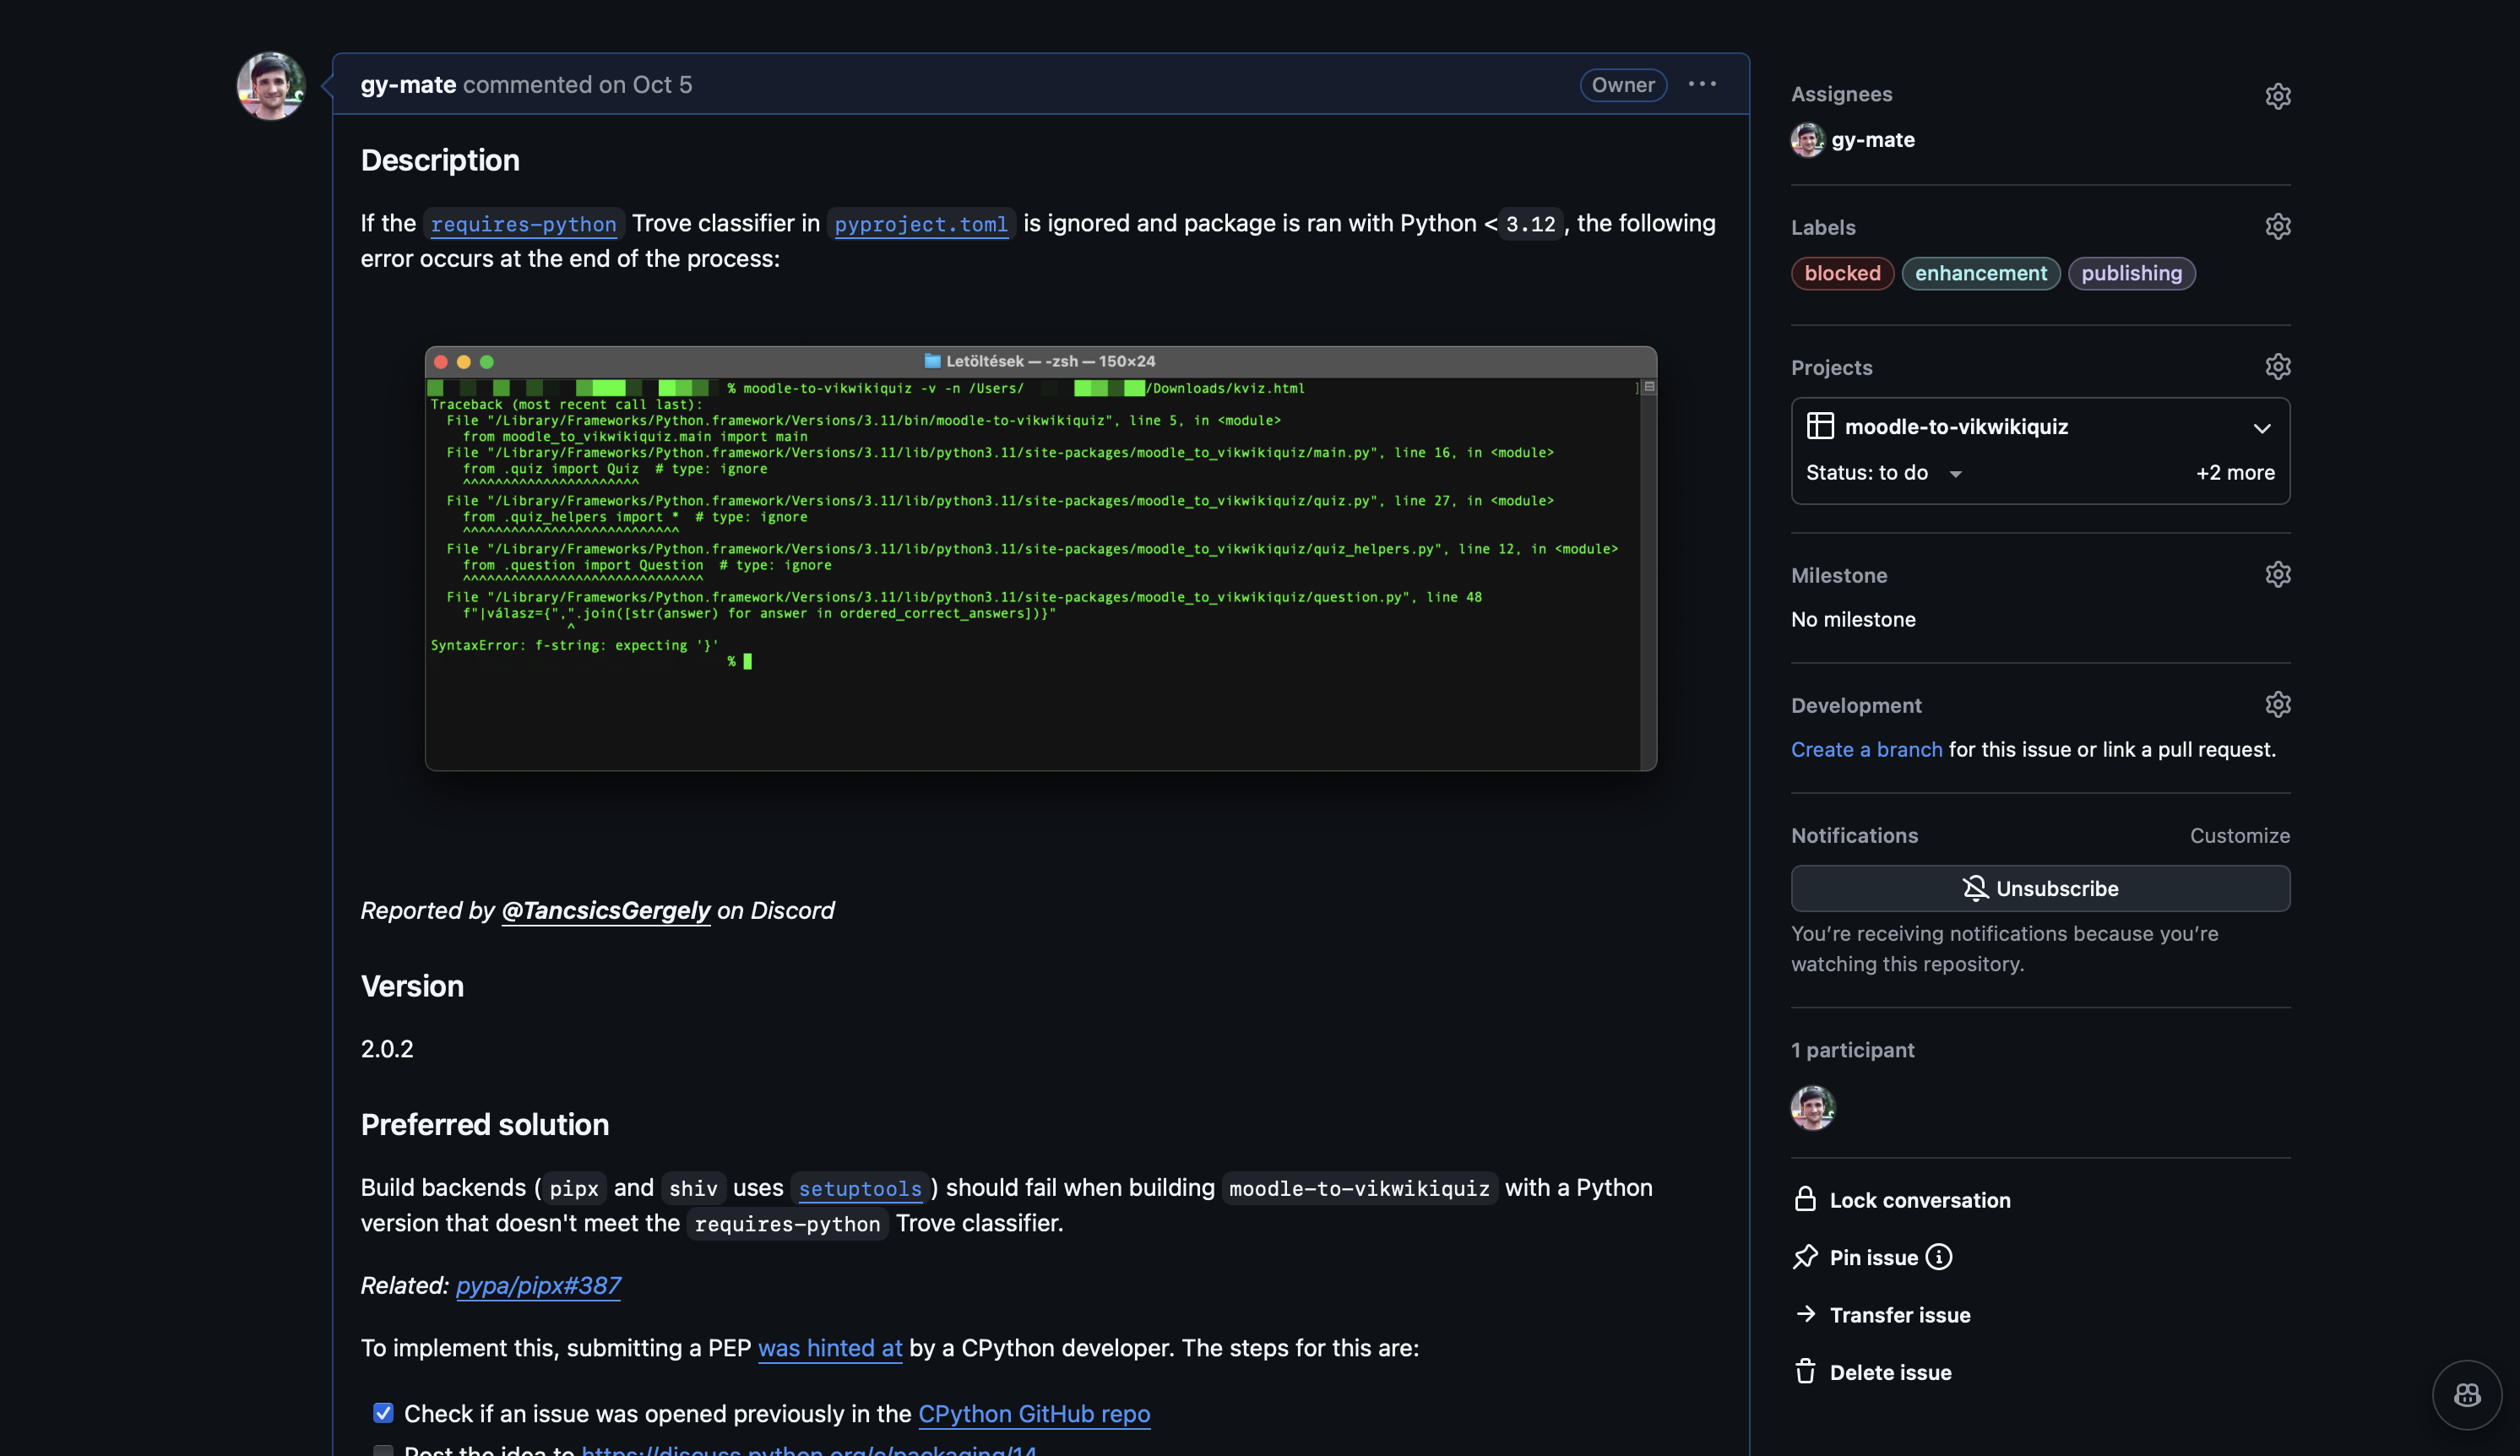 gy-mate commented on Oct 5
Owner
Description
If the requires-python Trove classifier in pyproject.toml is ignored and package is ran with Python < 3.12 , the following
error occurs at the end of the process:
Letöltések — -zsh — 150×24
% moodle-to-vikwikiquiz -v -n /Users/ /Downloads/kviz.html
Traceback (most recent call last):
File "/Library/Frameworks/Python.framework/Versions/3.11/bin/moodle-to-vikwikiquiz", line 5, in <module>
from moodle_to_vikwikiquiz.main import main
File "/Library/Frameworks/Python.framework/Versions/3.11/lib/python3.11/site-packages/moodle_to_vikwikiquiz/main.py", line 16, in <module>
from .quiz import Quiz  # type: ignore
^^^^^^^^^^^^^^^^^^^^^^
File "/Library/Frameworks/Python.framework/Versions/3.11/lib/python3.11/site-packages/moodle_to_vikwikiquiz/quiz.py", line 27, in <module>
from .quiz_helpers import *  # type: ignore
^^^^^^^^^^^^^^^^^^^^^^^^^^^
File "/Library/Frameworks/Python.framework/Versions/3.11/lib/python3.11/site-packages/moodle_to_vikwikiquiz/quiz_helpers.py", line 12, in <module>
from .question import Question  # type: ignore
^^^^^^^^^^^^^^^^^^^^^^^^^^^^^^
File "/Library/Frameworks/Python.framework/Versions/3.11/lib/python3.11/site-packages/moodle_to_vikwikiquiz/question.py", line 48
f"|válasz={",".join([str(answer) for answer in ordered_correct_answers])}"
^
SyntaxError: f-string: expecting '}'
%
Reported by @TancsicsGergely on Discord
Version
2.0.2
Preferred solution
Build backends ( pipx and shiv uses setuptools ) should fail when building moodle-to-vikwikiquiz with a Python
version that doesn't meet the requires-python Trove classifier.
Related: pypa/pipx#387
To implement this, submitting a PEP was hinted at by a CPython developer. The steps for this are:
Check if an issue was opened previously in the CPython GitHub repo
Post the idea to https://discuss.python.org/c/packaging/14
Assignees
gy-mate
Labels
blocked enhancement publishing
Projects
moodle-to-vikwikiquiz
Status: to do +2 more
Milestone
No milestone
Development
Create a branch for this issue or link a pull request.
Notifications Customize
Unsubscribe
You’re receiving notifications because you’re
watching this repository.
1 participant
Lock conversation
Pin issue
Transfer issue
Delete issue